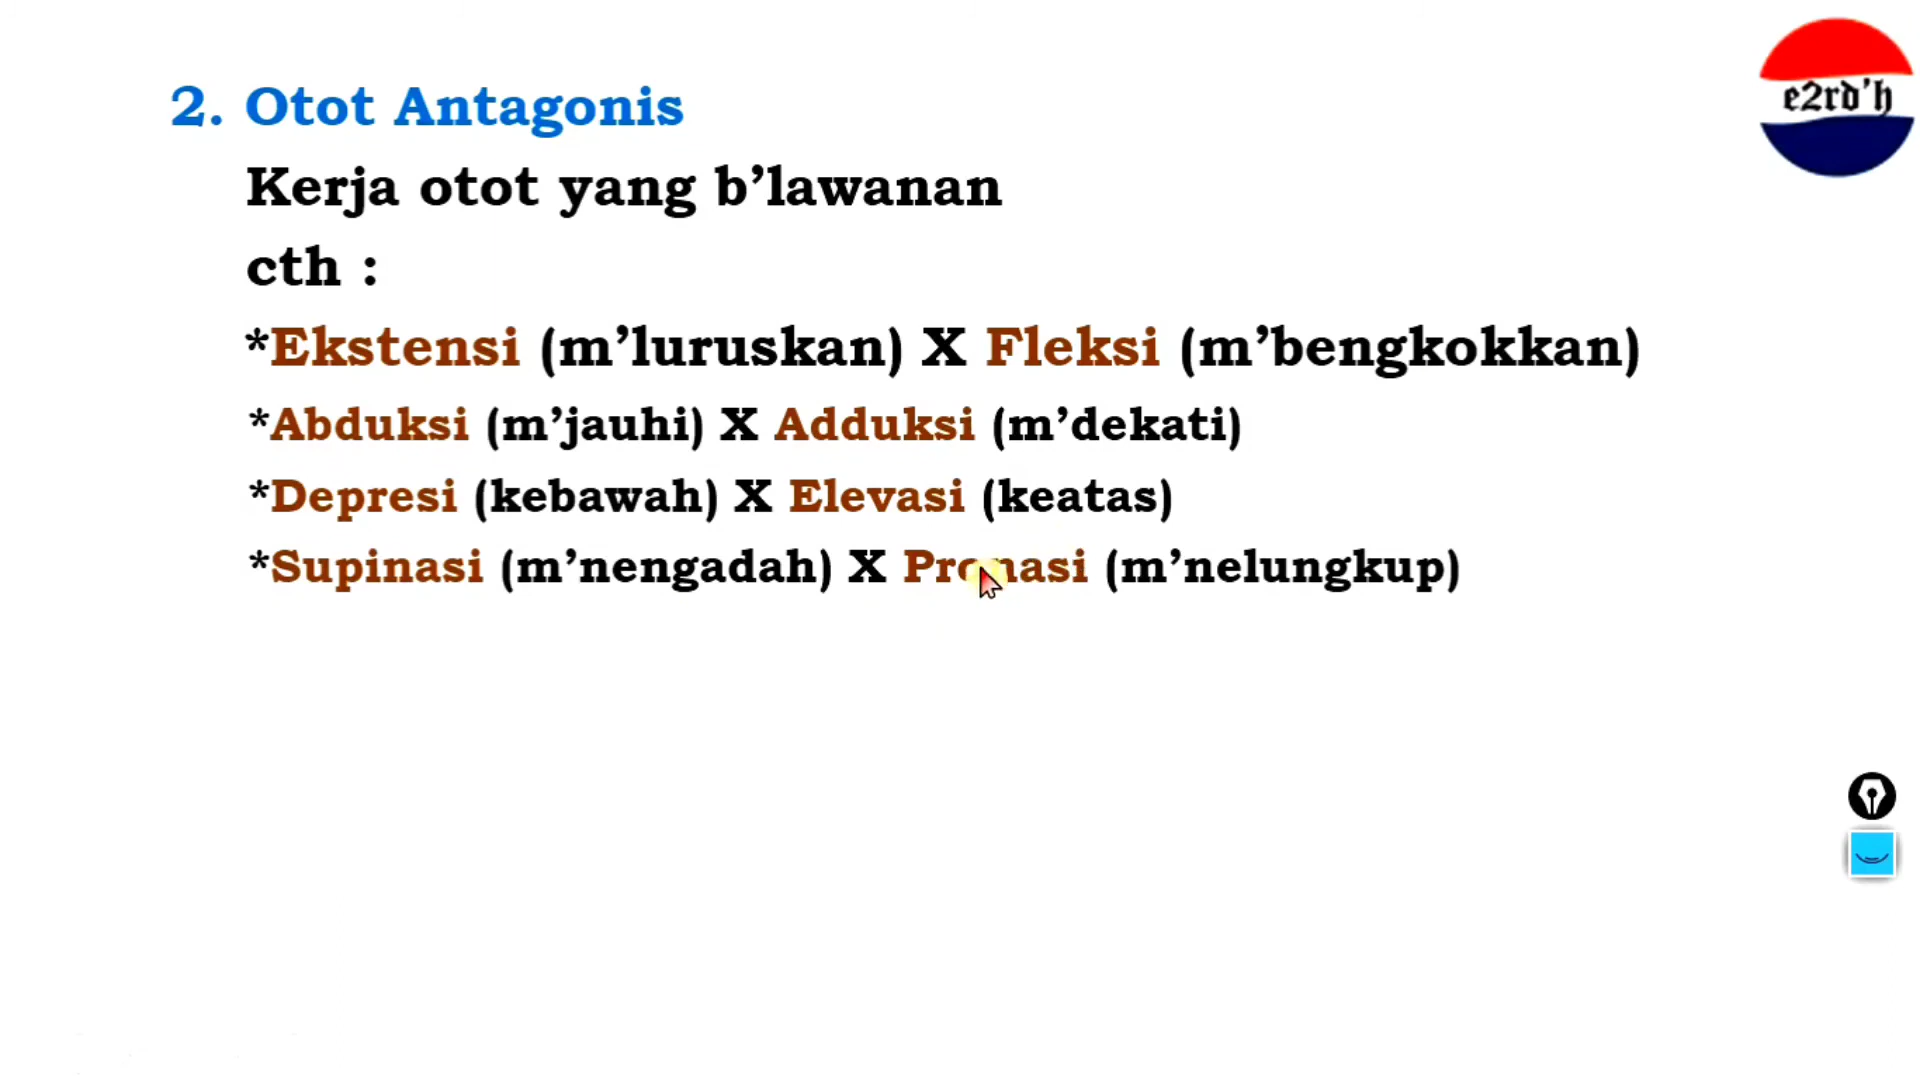 e2rd'h
2. Otot Antagonis
Kerja otot yang b’lawanan
cth :
*Ekstensi (m’luruskan) X Fleksi (m’bengkokkan)
*Abduksi (m’jauhi) X Adduksi (m’dekati)
*Depresi (kebawah) X Elevasi (keatas)
*Supinasi (m’nengadah) X Pronasi (m’nelungkup)